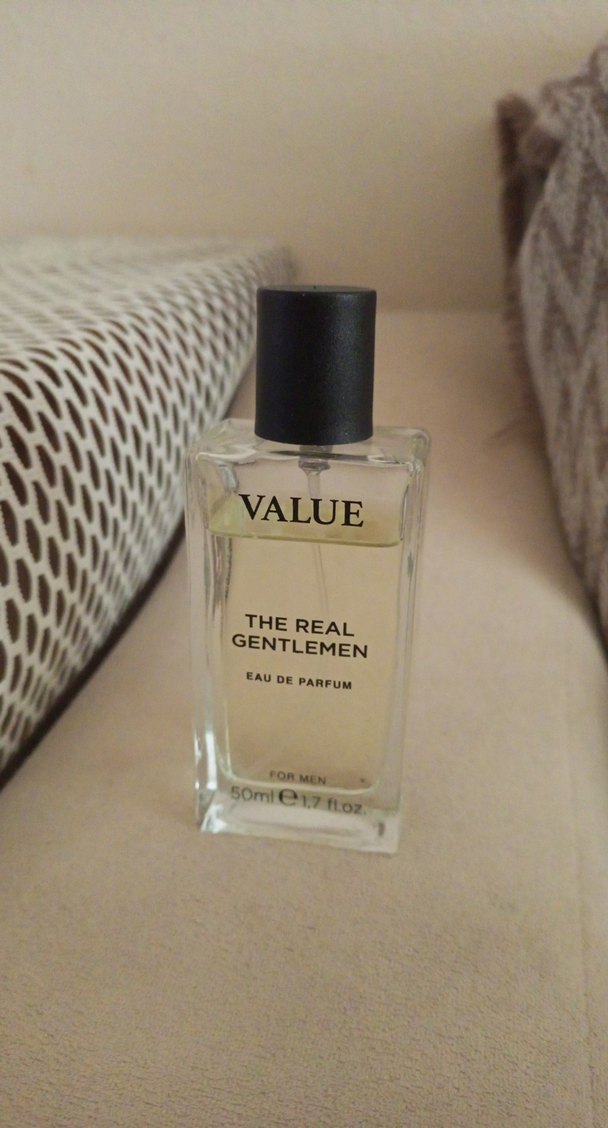 VALUE
THE REAL
GENTLEMEN
EAU DE PARFUM
FOR MEN
50ml ℮ 1,7 fl.oz.